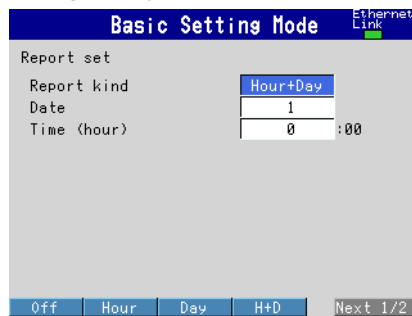 Basic Setting Mode
Ethernet
Link
Report set
Report kind Hour+Day
Date 1
Time (hour) 0 :00
Off Hour Day H+D Next 1/2